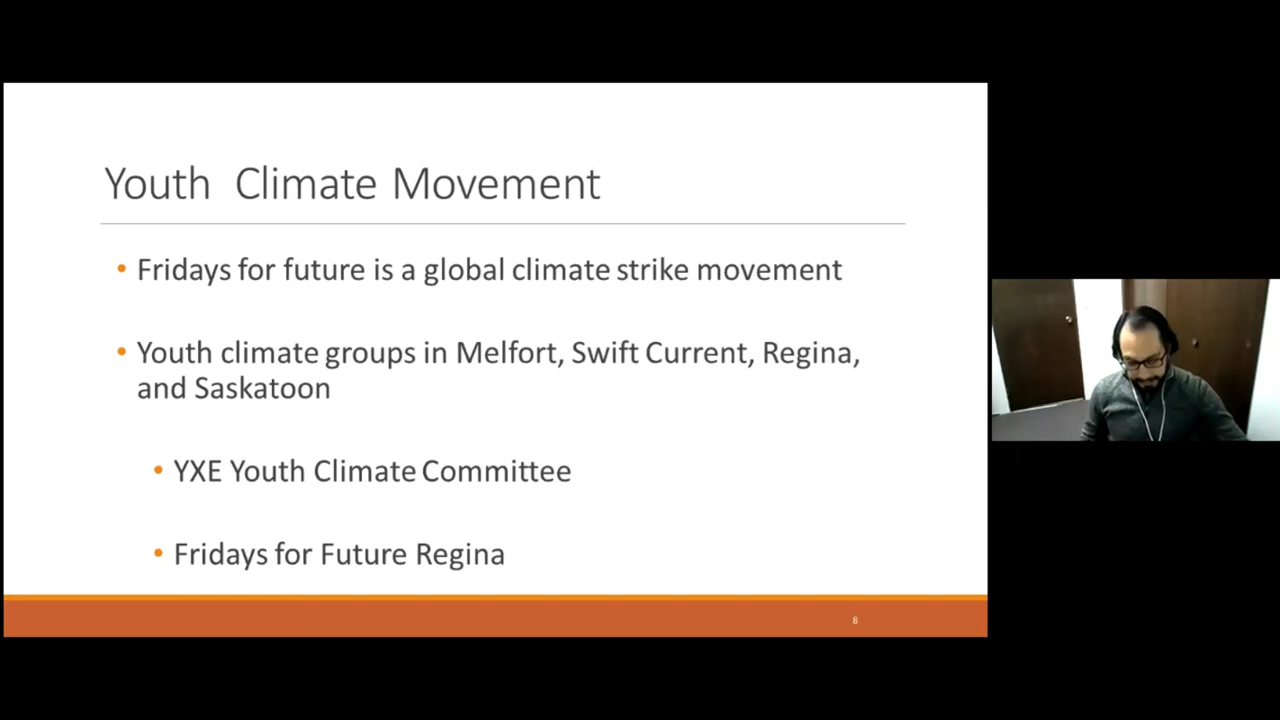 Youth Climate Movement
• Fridays for future is a global climate strike movement
• Youth climate groups in Melfort, Swift Current, Regina,
and Saskatoon
• YXE Youth Climate Committee
• Fridays for Future Regina
8